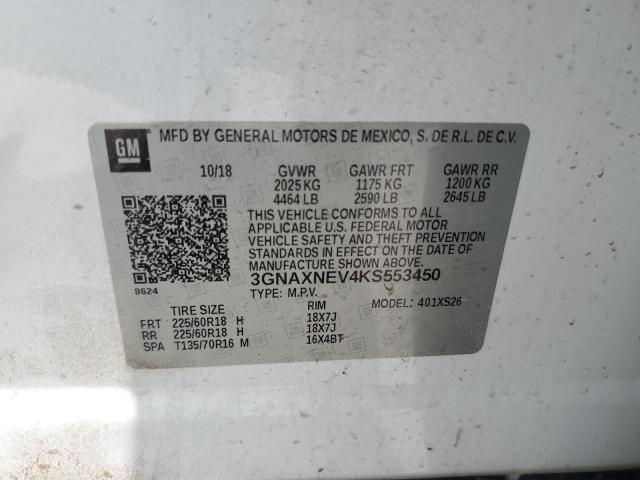 GM MFD BY GENERAL MOTORS DE MEXICO, S. DE R.L. DE C.V.
10/18 GVWR GAWR FRT GAWR RR
2025 KG 1175 KG 1200 KG
4464 LB 2590 LB 2645 LB
THIS VEHICLE CONFORMS TO ALL
APPLICABLE U.S. FEDERAL MOTOR
VEHICLE SAFETY AND THEFT PREVENTION
STANDARDS IN EFFECT ON THE DATE OF
MANUFACTURE SHOWN ABOVE.
8624 3GNAXNEV4KS553450
TYPE: M.P.V. MODEL: 401XS26
TIRE SIZE RIM
FRT 225/60R18 H 18X7J
RR 225/60R18 H 18X7J
SPA T135/70R16 M 16X4BT